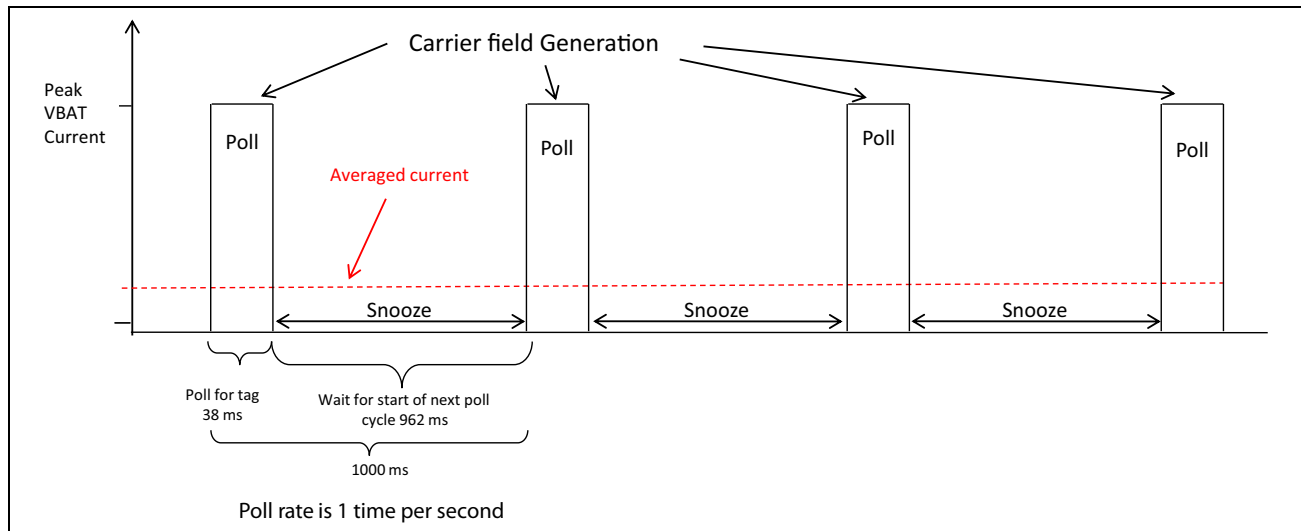 Carrier field Generation
Peak
VBAT
Current
Poll
Poll
Poll
Poll
Averaged current
Snooze
Snooze
Snooze
Poll for tag
38 ms
Wait for start of next poll
cycle 962 ms
1000 ms
Poll rate is 1 time per second